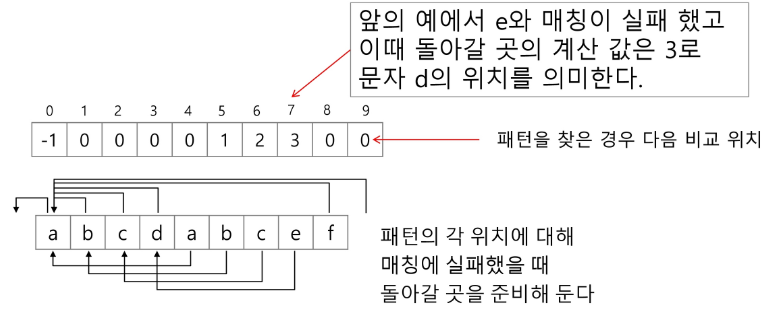 앞의 예에서 e와 매칭이 실패 했고
이때 돌아갈 곳의 계산 값은 3로
문자 d의 위치를 의미한다.
0 1 2 3 4 5 6 7 8 9
-1 0 0 0 0 1 2 3 0 0
패턴을 찾은 경우 다음 비교 위치
a b c d a b c e f
패턴의 각 위치에 대해
매칭에 실패했을 때
돌아갈 곳을 준비해 둔다